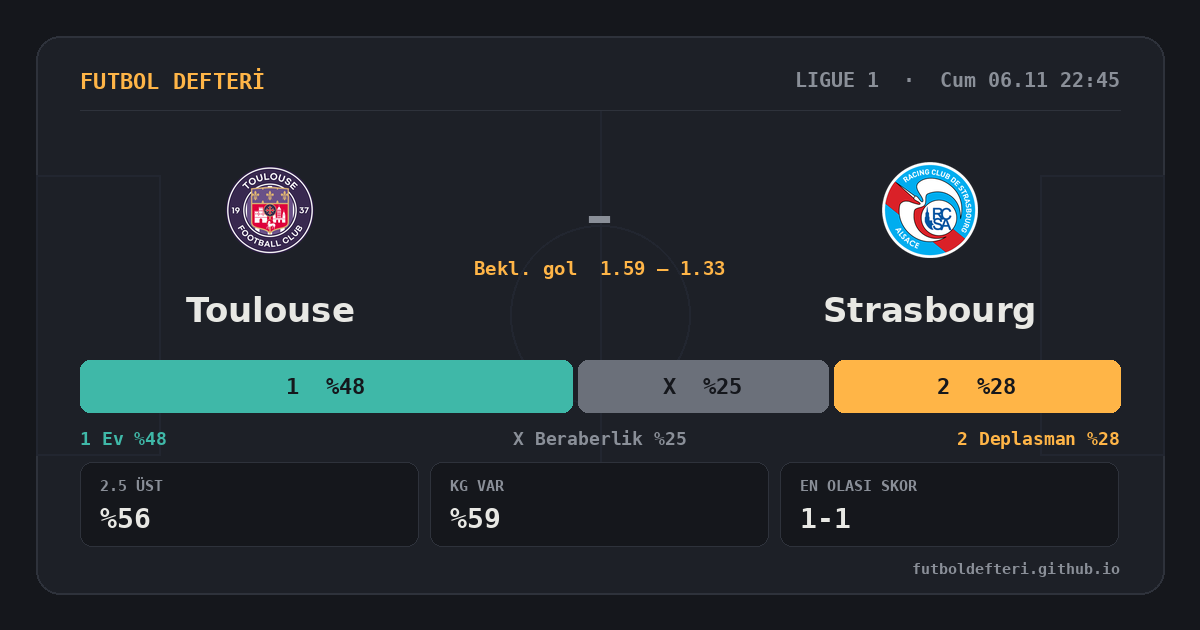 FUTBOL DEFTERİ
LIGUE 1 · Cum 06.11 22:45
TOULOUSE
19 37
FOOTBALL CLUB
RACING CLUB DE STRASBOURG
RCSA
ALSACE
–
Bekl. gol 1.59 — 1.33
Toulouse
Strasbourg
1 %48
X %25
2 %28
1 Ev %48
X Beraberlik %25
2 Deplasman %28
2.5 ÜST
%56
KG VAR
%59
EN OLASI SKOR
1-1
futboldefteri.github.io